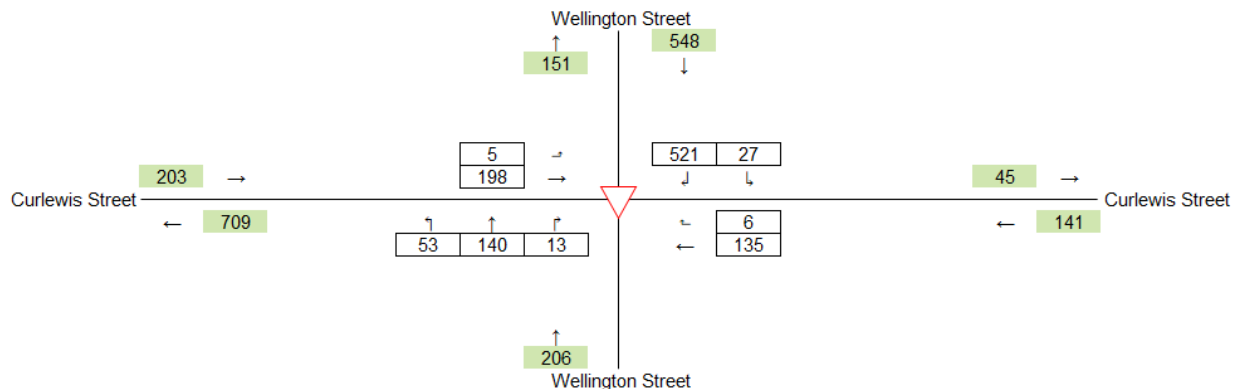 Wellington Street
548
151
5
521 27
203
198
45
Curlewis Street
Curlewis Street
709
6
141
53 140 13
135
206
Wellington Street